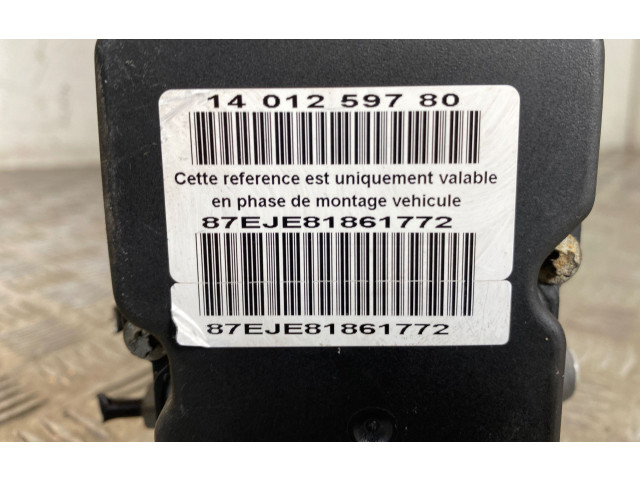 14 012 597 80
Cette reference est uniquement valable
en phase de montage vehicule
87EJE81861772
87EJE81861772